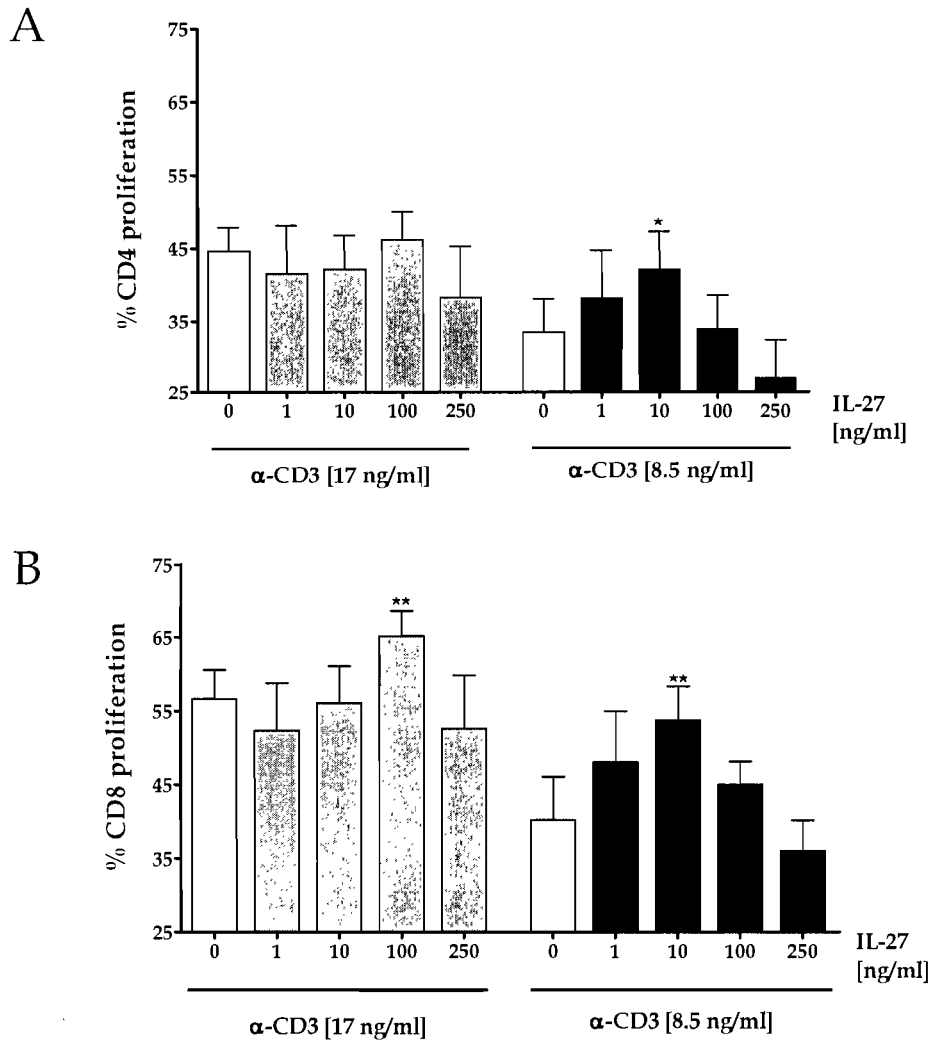 A
75
65
55
45
35
25
% CD4 proliferation
*
0 1 10 100 250 0 1 10 100 250
IL-27
[ng/ml]
α-CD3 [17 ng/ml] α-CD3 [8.5 ng/ml]
B
75
65
55
45
35
25
% CD8 proliferation
**
**
0 1 10 100 250 0 1 10 100 250
IL-27
[ng/ml]
α-CD3 [17 ng/ml] α-CD3 [8.5 ng/ml]